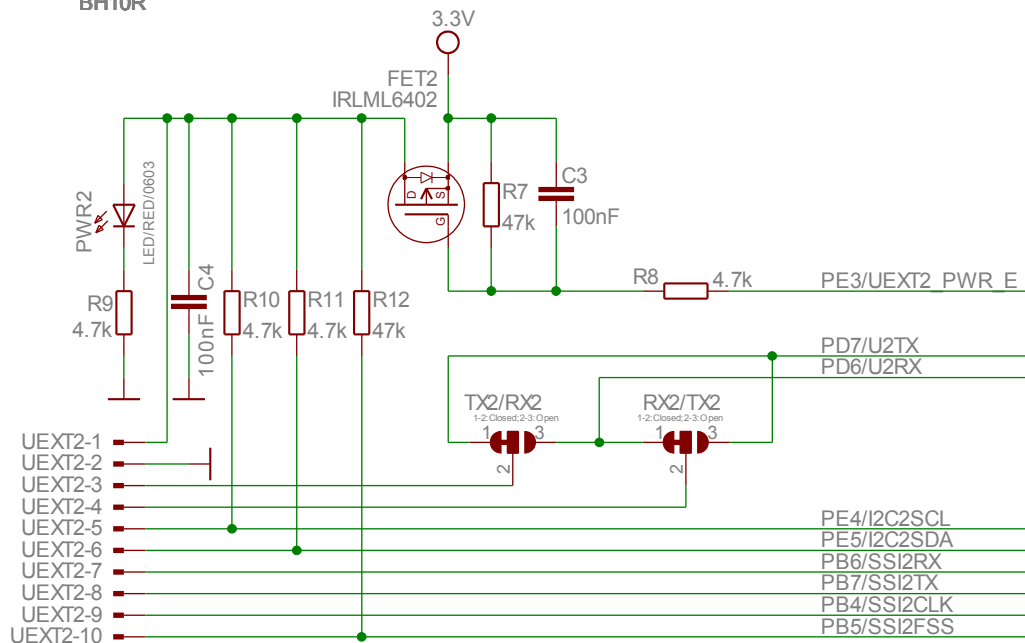 BH10R
3.3V
FET2
IRLML6402
PWR2
LED/RED/0603
D
S
G
R7
47k
C3
100nF
R9
4.7k
C4
100nF
R10
4.7k
R11
4.7k
R12
47k
R8
4.7k
PE3/UEXT2_PWR_E
PD7/U2TX
PD6/U2RX
TX2/RX2
1-2:Closed;2-3:Open
1
3
2
RX2/TX2
1-2:Closed;2-3:Open
1
3
2
UEXT2-1
UEXT2-2
UEXT2-3
UEXT2-4
UEXT2-5
PE4/I2C2SCL
UEXT2-6
PE5/I2C2SDA
UEXT2-7
PB6/SSI2RX
UEXT2-8
PB7/SSI2TX
UEXT2-9
PB4/SSI2CLK
UEXT2-10
PB5/SSI2FSS